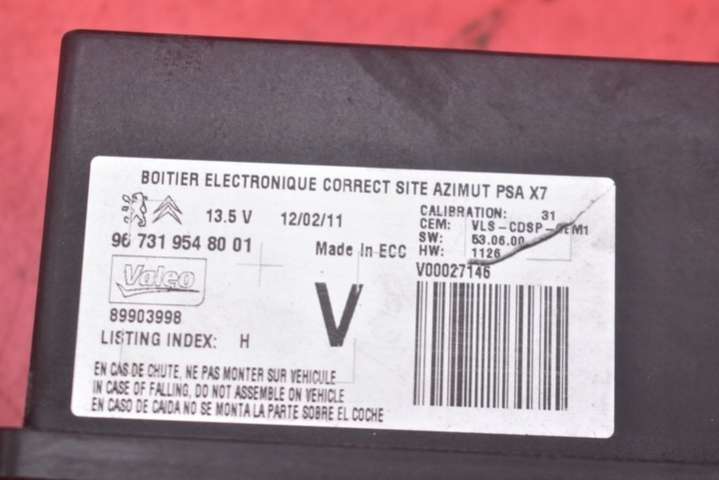 BOITIER ELECTRONIQUE CORRECT SITE AZIMUT PSA X7
13.5 V 12/02/11
96 731 954 80 01
Made In ECC
CALIBRATION: 31
CEM: VLS-CDSP-CEM1
SW: 53.06.00
HW: 1126
V00027146
Valeo
89903998
V
LISTING INDEX: H
EN CAS DE CHUTE, NE PAS MONTER SUR VEHICULE
IN CASE OF FALLING, DO NOT ASSEMBLE ON VEHICLE
EN CASO DE CAIDA NO SE MONTA LA PARTE SOBRE EL COCHE